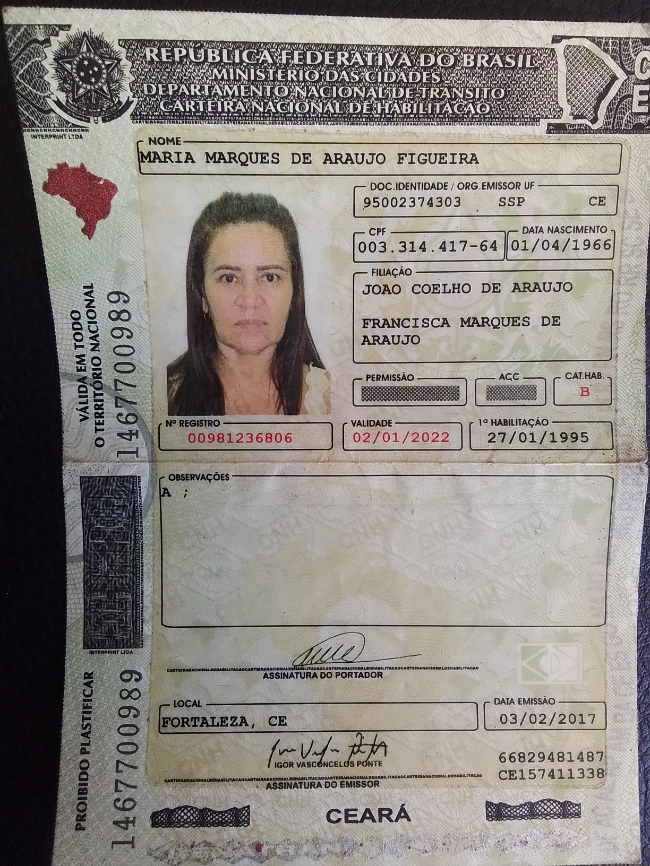 REPÚBLICA FEDERATIVA DO BRASIL
MINISTÉRIO DAS CIDADES
DEPARTAMENTO NACIONAL DE TRÂNSITO
CARTEIRA NACIONAL DE HABILITAÇÃO
C
E
INTERPRINT LTDA
NOME
MARIA MARQUES DE ARAUJO FIGUEIRA
DOC.IDENTIDADE / ORG EMISSOR UF
95002374303 SSP CE
CPF DATA NASCIMENTO
003.314.417-64 01/04/1966
FILIAÇÃO
JOAO COELHO DE ARAUJO
FRANCISCA MARQUES DE
ARAUJO
PERMISSÃO ACC CAT.HAB.
B
Nº REGISTRO VALIDADE 1ª HABILITAÇÃO
00981236806 02/01/2022 27/01/1995
VÁLIDA EM TODO
O TERRITÓRIO NACIONAL
1467700989
OBSERVAÇÕES
A ;
INTERPRINT LTDA
ASSINATURA DO PORTADOR
LOCAL DATA EMISSÃO
FORTALEZA, CE 03/02/2017
IGOR VASCONCELOS PONTE
66829481487
CE157411338
ASSINATURA DO EMISSOR
PROIBIDO PLASTIFICAR
1467700989
CEARÁ